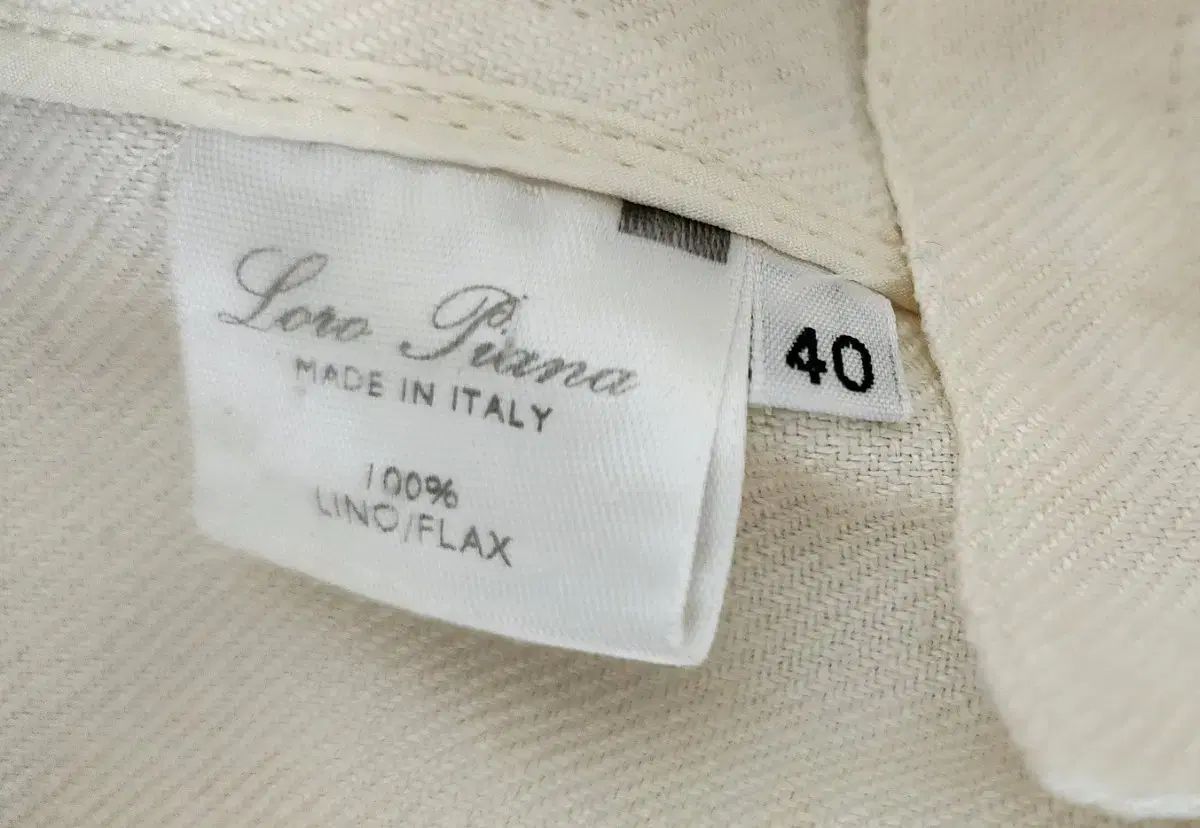 Loro Piana
MADE IN ITALY
100%
LINO/FLAX
40